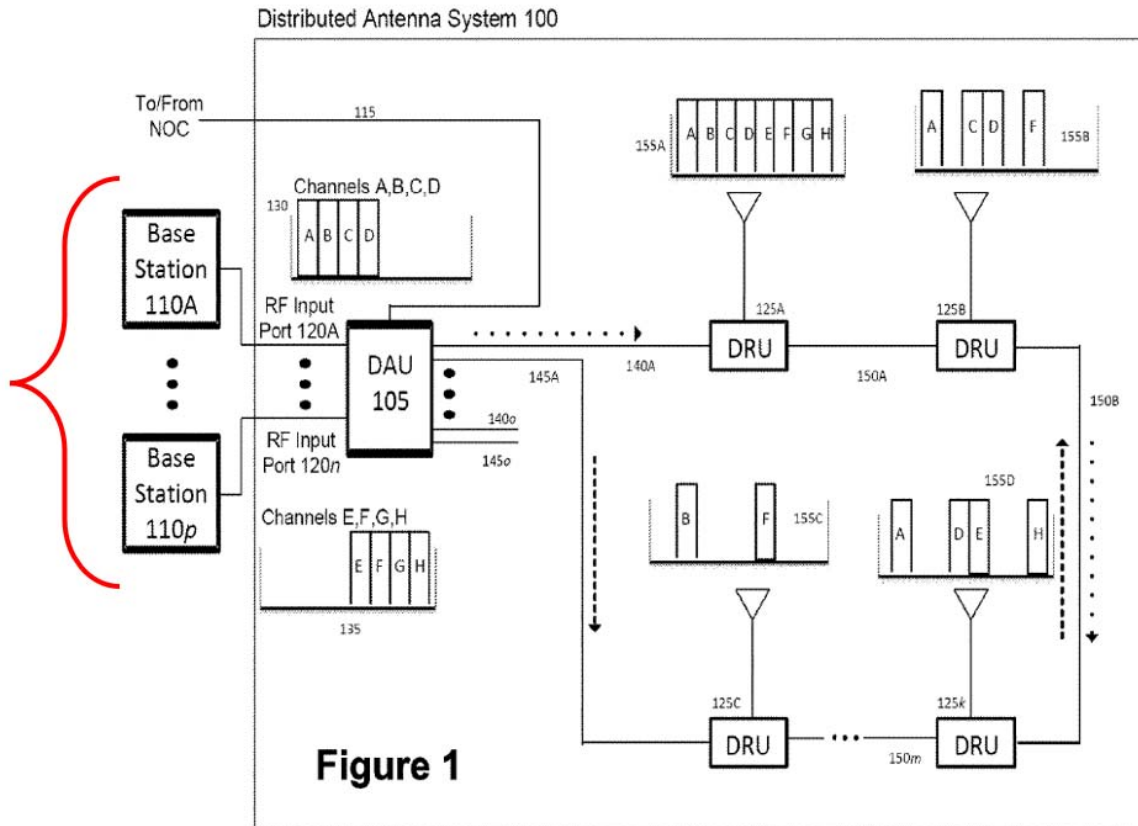 Distributed Antenna System 100
To/From
NOC
115
155A
A B C D E F G H
A C D F
155B
Channels A,B,C,D
130
A B C D
Base
Station
110A
RF Input
Port 120A
DAU
105
125A
DRU
125B
DRU
140A
145A
150A
150B
140o
145o
RF Input
Port 120n
Base
Station
110p
Channels E,F,G,H
E F G H
135
B F
155C
155D
A D E H
125C
DRU
125k
DRU
150m
Figure 1